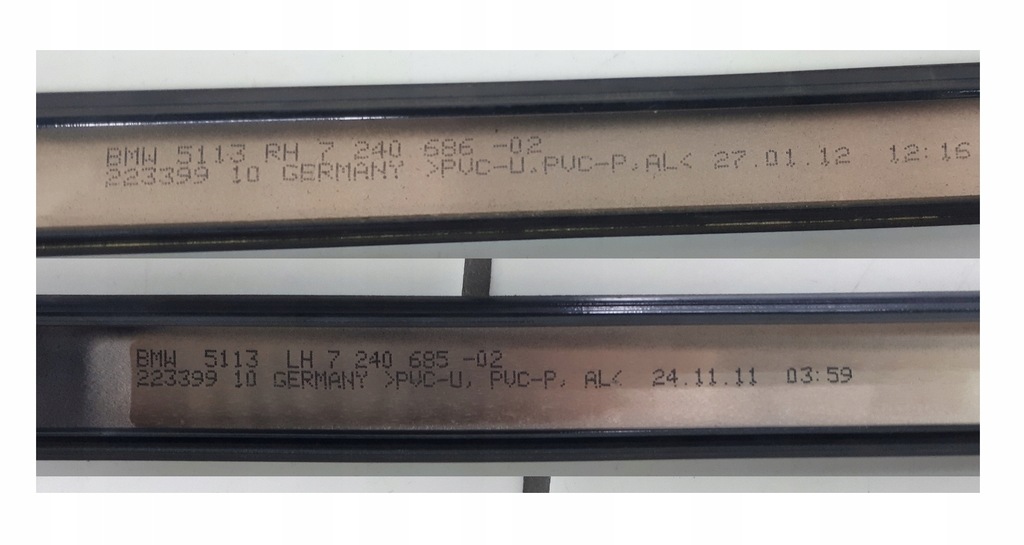 BMW 5113 RH 7 240 686 -02
223399 10 GERMANY >PVC-U,PVC-P,AL< 27.01.12 12:16
BMW 5113 LH 7 240 685 -02
223399 10 GERMANY >PVC-U, PVC-P, AL< 24.11.11 03:59